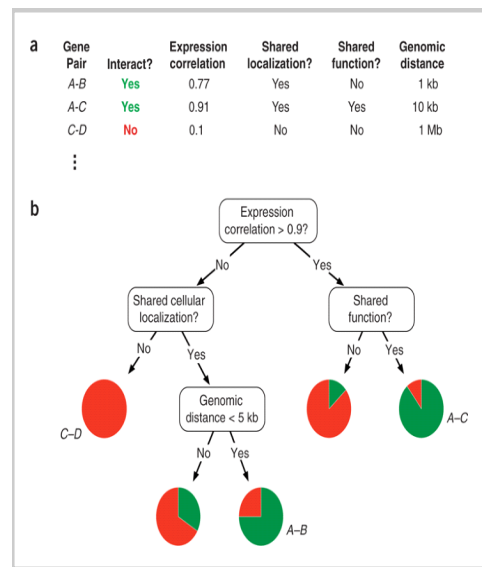 a
Gene Pair Interact? Expression correlation Shared localization? Shared function? Genomic distance
A-B Yes 0.77 Yes No 1 kb
A-C Yes 0.91 Yes Yes 10 kb
C-D No 0.1 No No 1 Mb
⋮
b
Expression
correlation > 0.9?
No Yes
Shared cellular
localization?
Shared
function?
No Yes
No Yes
C–D
Genomic
distance < 5 kb
A–C
No Yes
A–B